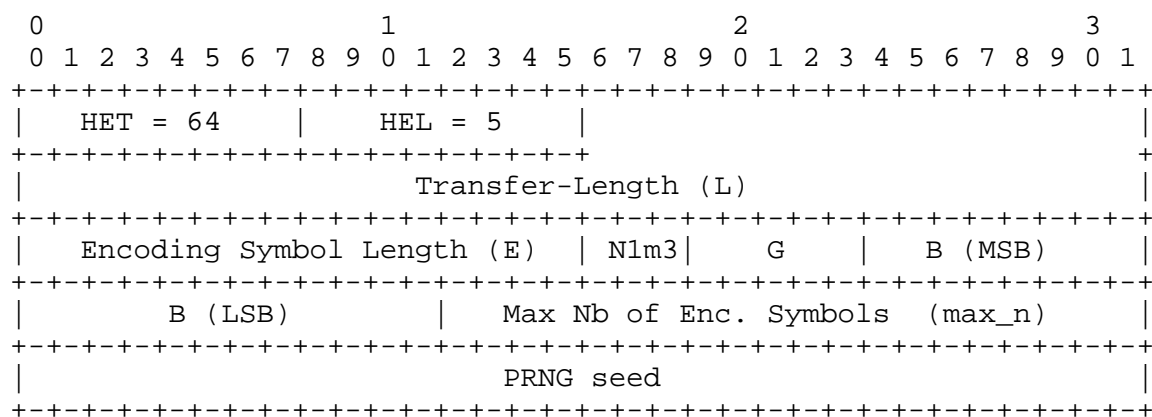 0                   1                   2                   3
 0 1 2 3 4 5 6 7 8 9 0 1 2 3 4 5 6 7 8 9 0 1 2 3 4 5 6 7 8 9 0 1
+-+-+-+-+-+-+-+-+-+-+-+-+-+-+-+-+-+-+-+-+-+-+-+-+-+-+-+-+-+-+-+-+
|   HET = 64    |    HEL = 5    |                               |
+-+-+-+-+-+-+-+-+-+-+-+-+-+-+-+-+                               +
|                      Transfer-Length (L)                      |
+-+-+-+-+-+-+-+-+-+-+-+-+-+-+-+-+-+-+-+-+-+-+-+-+-+-+-+-+-+-+-+-+
|   Encoding Symbol Length (E)  | N1m3|    G    |   B (MSB)     |
+-+-+-+-+-+-+-+-+-+-+-+-+-+-+-+-+-+-+-+-+-+-+-+-+-+-+-+-+-+-+-+-+
|        B (LSB)        |   Max Nb of Enc. Symbols  (max_n)     |
+-+-+-+-+-+-+-+-+-+-+-+-+-+-+-+-+-+-+-+-+-+-+-+-+-+-+-+-+-+-+-+-+
|                           PRNG seed                           |
+-+-+-+-+-+-+-+-+-+-+-+-+-+-+-+-+-+-+-+-+-+-+-+-+-+-+-+-+-+-+-+-+